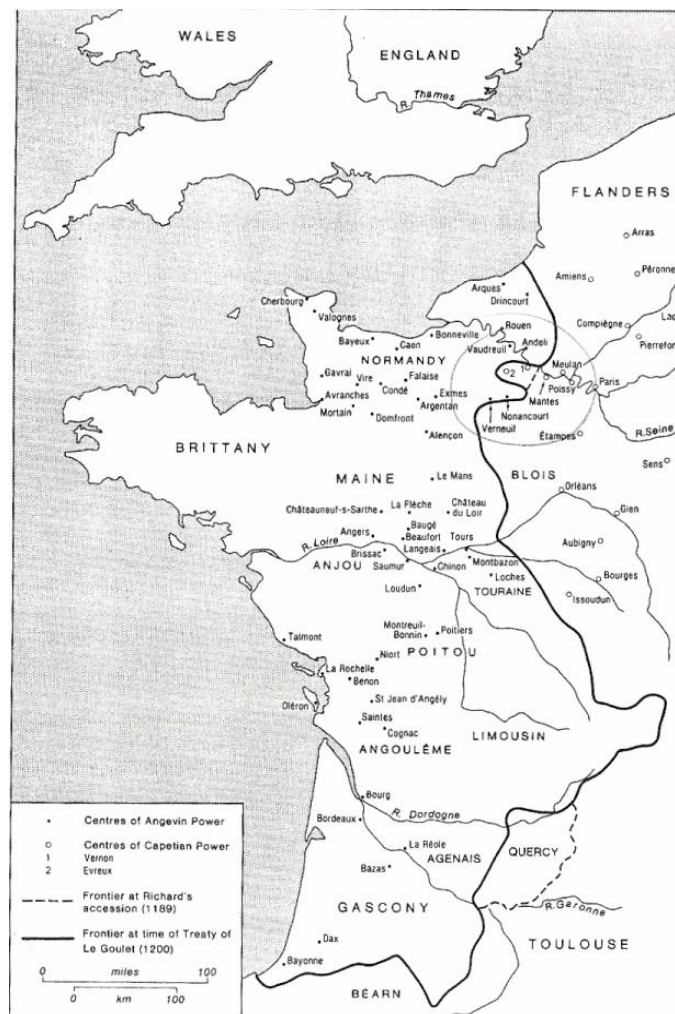 WALES
ENGLAND
R. Thames
FLANDERS
Arras
Péronne
Amiens
Arques
Drincourt
Cherbourg
Valognes
Compiègne
Rouen
Bonneville
Bayeux
Caen
Vaudreuil
Andeli
Pierrefon
NORMANDY
1
2
Meulan
Paris
Gavrai
Vire
Falaise
Poissy
Condé
Avranches
Exmes
Mantes
Mortain
Argentan
Nonancourt
Domfront
Verneuil
Étampes
R. Seine
Alençon
BRITTANY
Sens
MAINE
Le Mans
BLOIS
Orléans
Châteauneuf-s-Sarthe
La Flèche
Château
du Loir
Gien
Baugé
Angers
Beaufort
Tours
Aubigny
R. Loire
Langeais
Brissac
Montbazon
ANJOU
Saumur
Chinon
Loches
Bourges
Loudun
TOURAINE
Issoudun
Montreuil-
Bonnin
Poitiers
Talmont
POITOU
Niort
La Rochelle
Benon
Oléron
St Jean d'Angély
Saintes
Cognac
LIMOUSIN
ANGOULÊME
Bourg
R. Dordogne
Bordeaux
La Réole
AGENAIS
QUERCY
Bazas
GASCONY
R. Garonne
TOULOUSE
Dax
Bayonne
BÉARN
Centres of Angevin Power
Centres of Capetian Power
1 Vernon
2 Evreux
Frontier at Richard's
accession (1189)
Frontier at time of Treaty of
Le Goulet (1200)
0 miles 100
0 km 100